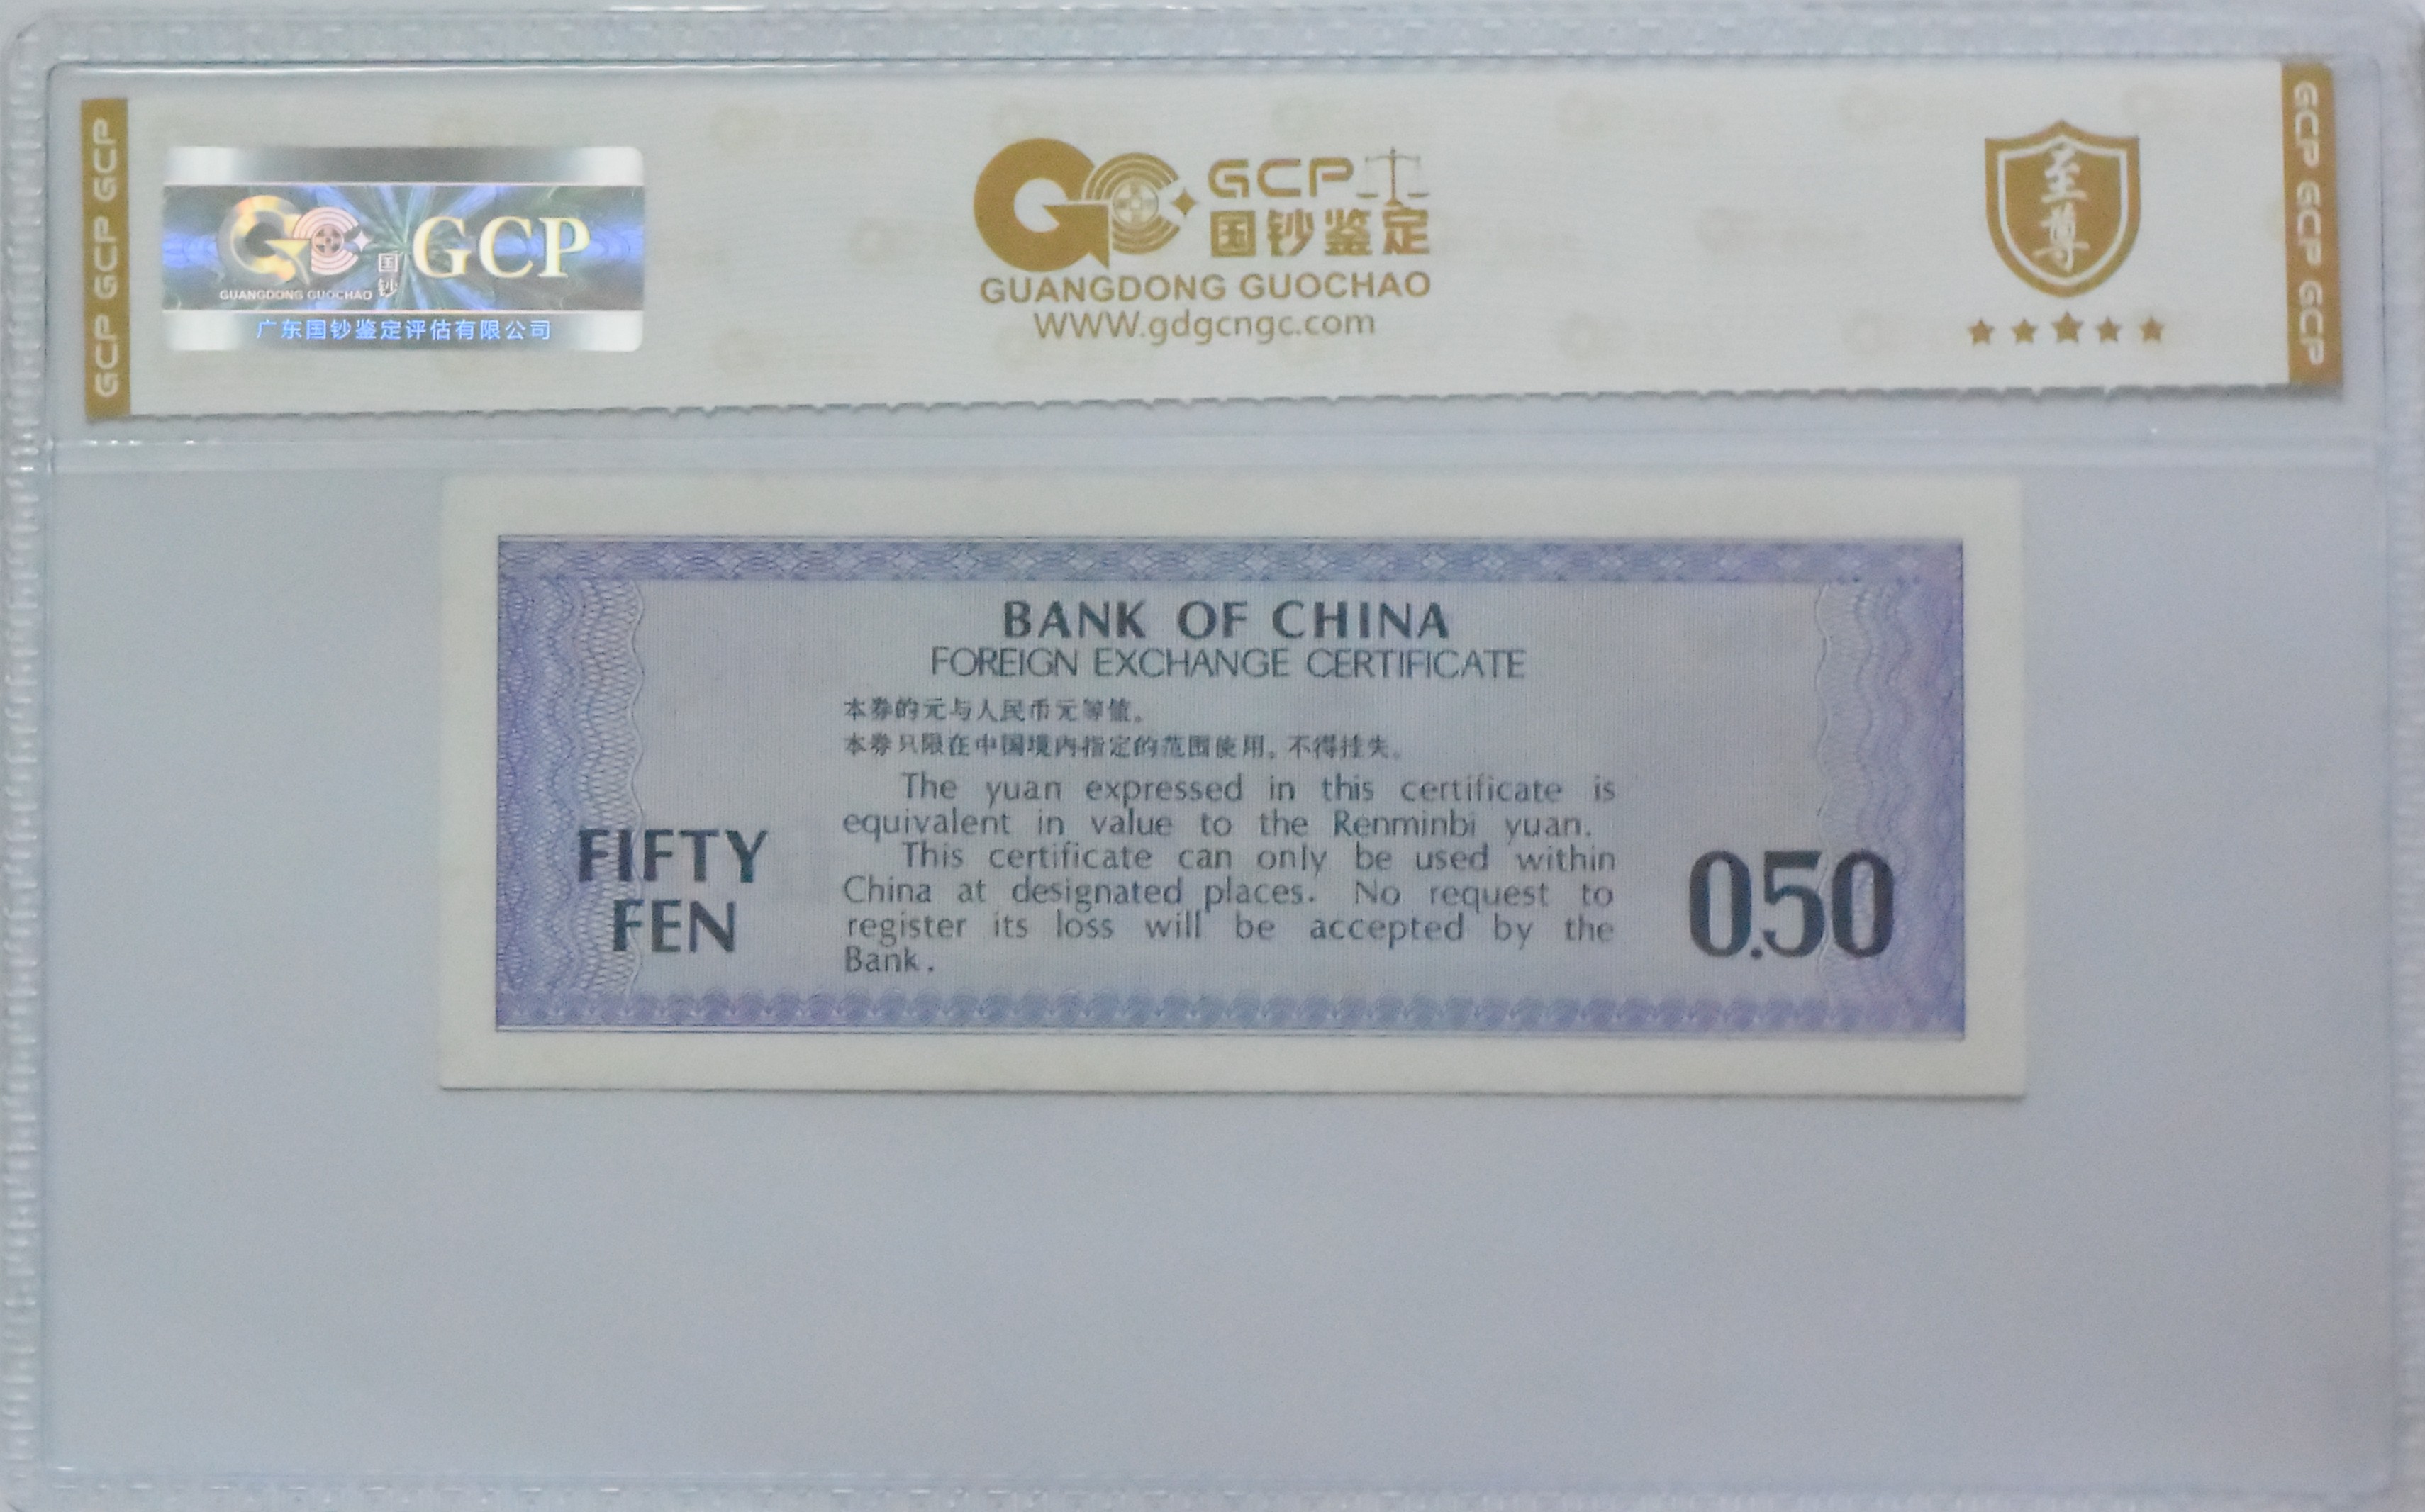 GCP GCP GCP
GCP
国钞
GUANGDONG GUOCHAO
广东国钞鉴定评估有限公司
GCP
国钞鉴定
GUANGDONG GUOCHAO
WWW.gdgcngc.com
至尊
GCP GCP GCP
BANK OF CHINA
FOREIGN EXCHANGE CERTIFICATE
本券的元与人民币元等值。
本券只限在中国境内指定的范围使用。不得挂失。
The yuan expressed in this certificate is
equivalent in value to the Renminbi yuan.
This certificate can only be used within
China at designated places. No request to
register its loss will be accepted by the
Bank.
FIFTY
FEN
0.50